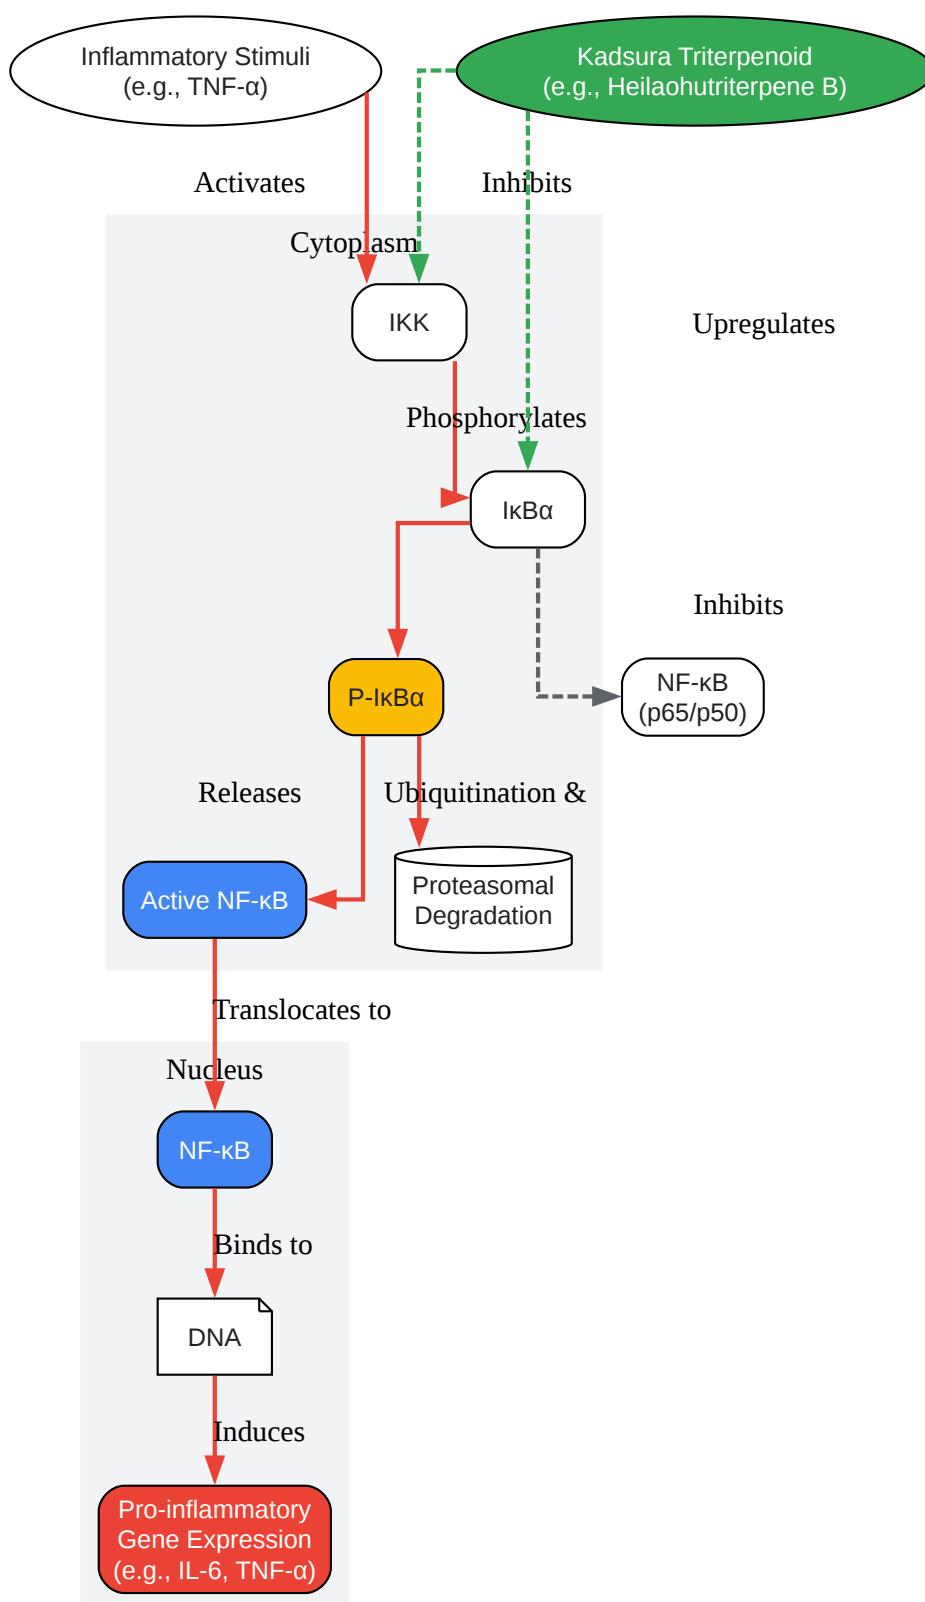 Inflammatory Stimuli
(e.g., TNF-α)
Kadsura Triterpenoid
(e.g., Heilaohutriterpene B)
Activates
Inhibits
Cytoplasm
IKK
Upregulates
Phosphorylates
IκBα
Inhibits
P-IκBα
NF-κB
(p65/p50)
Releases
Ubiquitination &
Active NF-κB
Proteasomal
Degradation
Translocates to
Nucleus
NF-κB
Binds to
DNA
Induces
Pro-inflammatory
Gene Expression
(e.g., IL-6, TNF-α)